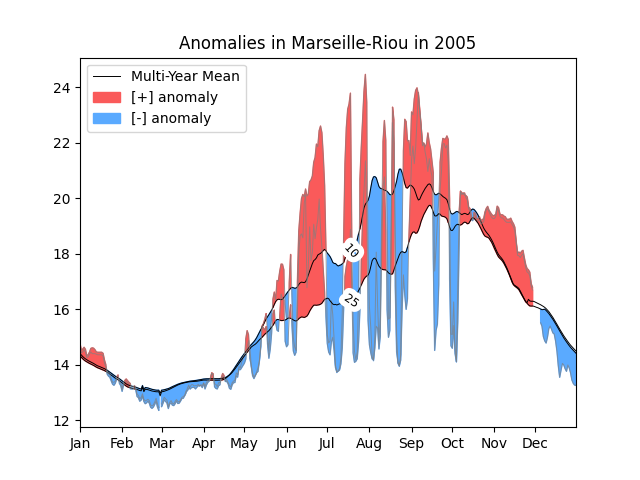 Anomalies in Marseille-Riou in 2005
Multi-Year Mean
[+] anomaly
[-] anomaly
24
22
20
18
16
14
12
10
25
Jan Feb Mar Apr May Jun Jul Aug Sep Oct Nov Dec